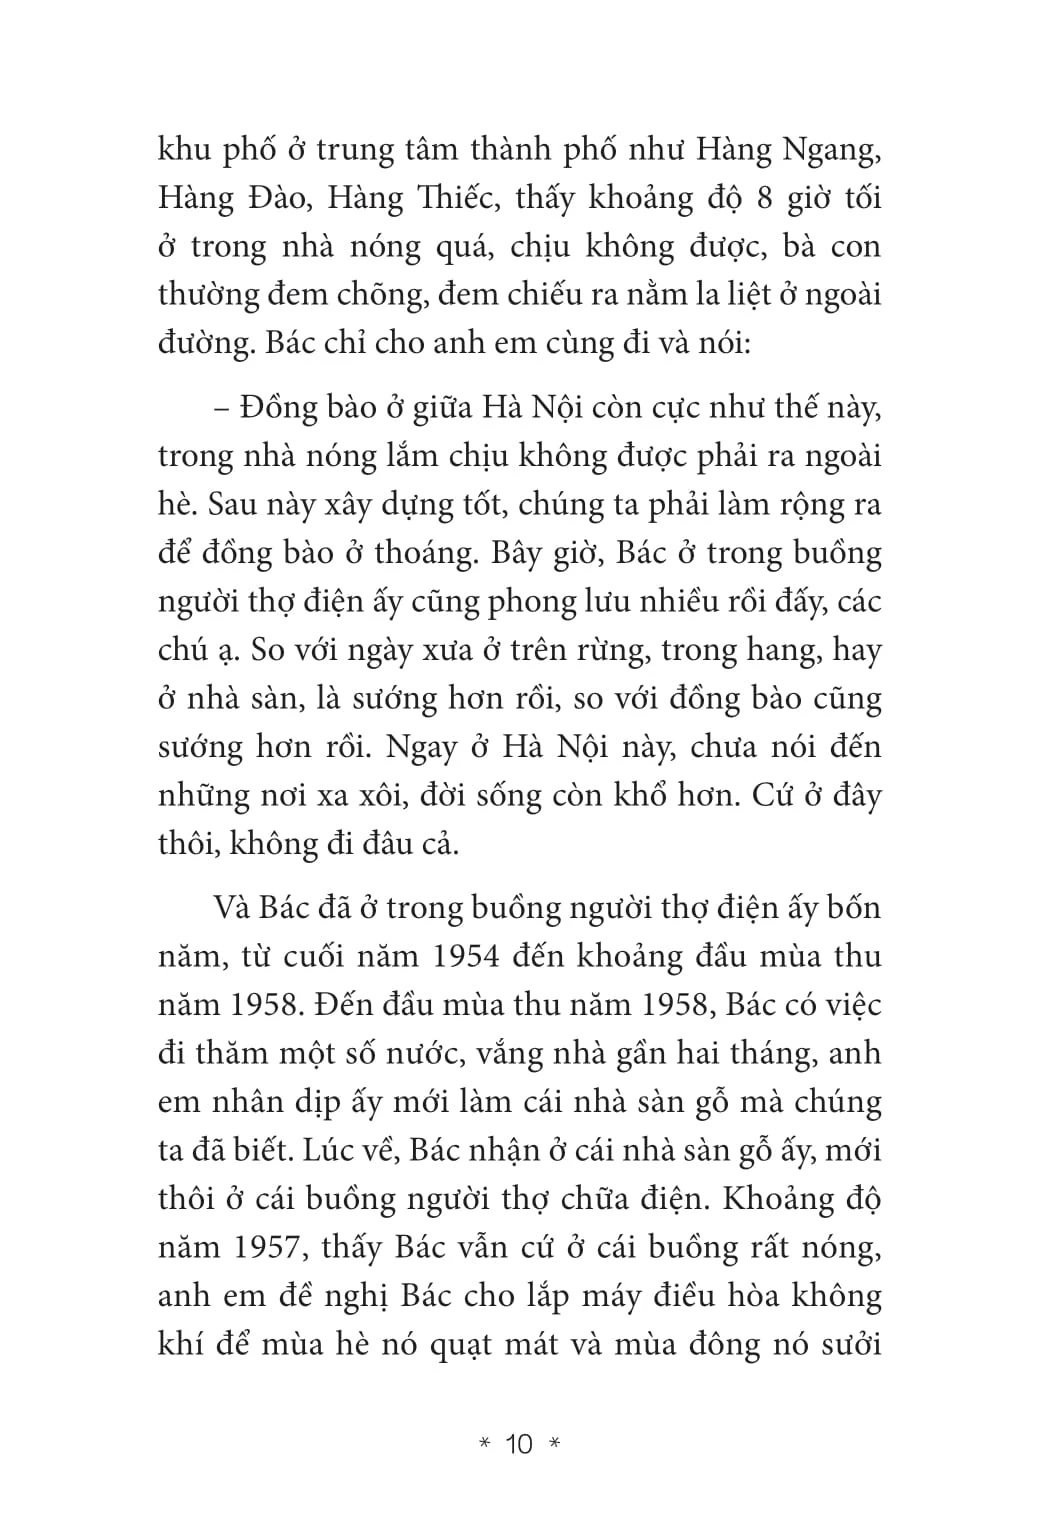 khu phố ở trung tâm thành phố như Hàng Ngang,
Hàng Đào, Hàng Thiếc, thấy khoảng độ 8 giờ tối
ở trong nhà nóng quá, chịu không được, bà con
thường đem chõng, đem chiếu ra nằm la liệt ở ngoài
đường. Bác chỉ cho anh em cùng đi và nói:
– Đồng bào ở giữa Hà Nội còn cực như thế này,
trong nhà nóng lắm chịu không được phải ra ngoài
hè. Sau này xây dựng tốt, chúng ta phải làm rộng ra
để đồng bào ở thoáng. Bây giờ, Bác ở trong buồng
người thợ điện ấy cũng phong lưu nhiều rồi đấy, các
chú ạ. So với ngày xưa ở trên rừng, trong hang, hay
ở nhà sàn, là sướng hơn rồi, so với đồng bào cũng
sướng hơn rồi. Ngay ở Hà Nội này, chưa nói đến
những nơi xa xôi, đời sống còn khổ hơn. Cứ ở đây
thôi, không đi đâu cả.
Và Bác đã ở trong buồng người thợ điện ấy bốn
năm, từ cuối năm 1954 đến khoảng đầu mùa thu
năm 1958. Đến đầu mùa thu năm 1958, Bác có việc
đi thăm một số nước, vắng nhà gần hai tháng, anh
em nhân dịp ấy mới làm cái nhà sàn gỗ mà chúng
ta đã biết. Lúc về, Bác nhận ở cái nhà sàn gỗ ấy, mới
thôi ở cái buồng người thợ chữa điện. Khoảng độ
năm 1957, thấy Bác vẫn cứ ở cái buồng rất nóng,
anh em đề nghị Bác cho lắp máy điều hòa không
khí để mùa hè nó quạt mát và mùa đông nó sưởi
* 10 *